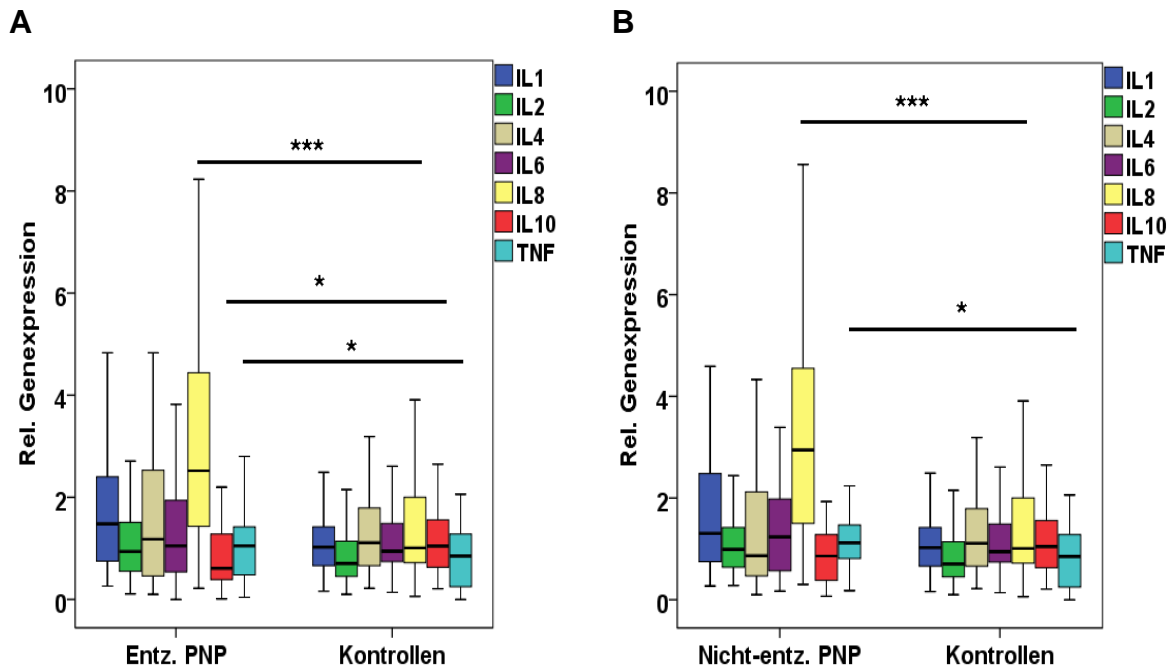 A
Rel. Genexpression
10
8
6
4
2
0
***
*
*
Entz. PNP
Kontrollen
IL1
IL2
IL4
IL6
IL8
IL10
TNF
B
Rel. Genexpression
10
8
6
4
2
0
***
*
Nicht-entz. PNP
Kontrollen
IL1
IL2
IL4
IL6
IL8
IL10
TNF